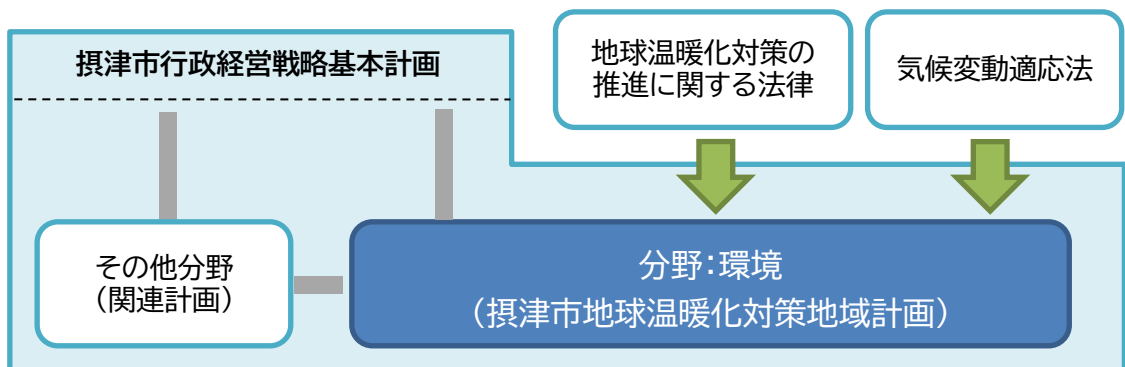 摂津市行政経営戦略基本計画
地球温暖化対策の
推進に関する法律
気候変動適応法
その他分野
（関連計画）
分野：環境
（摂津市地球温暖化対策地域計画）